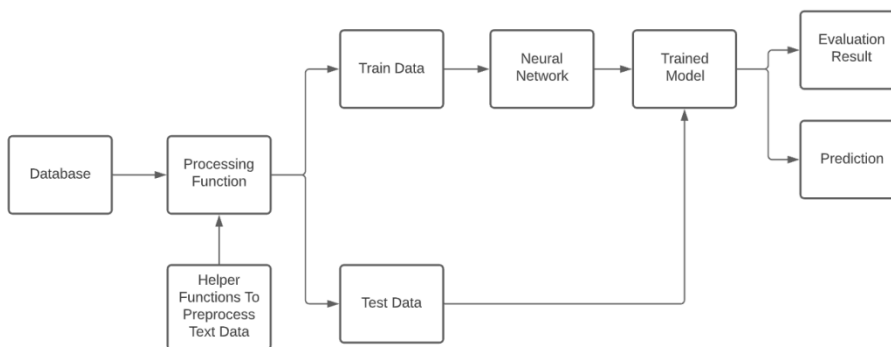 Evaluation
Result
Train Data
Neural
Network
Trained
Model
Database
Processing
Function
Prediction
Helper
Functions To
Preprocess
Text Data
Test Data